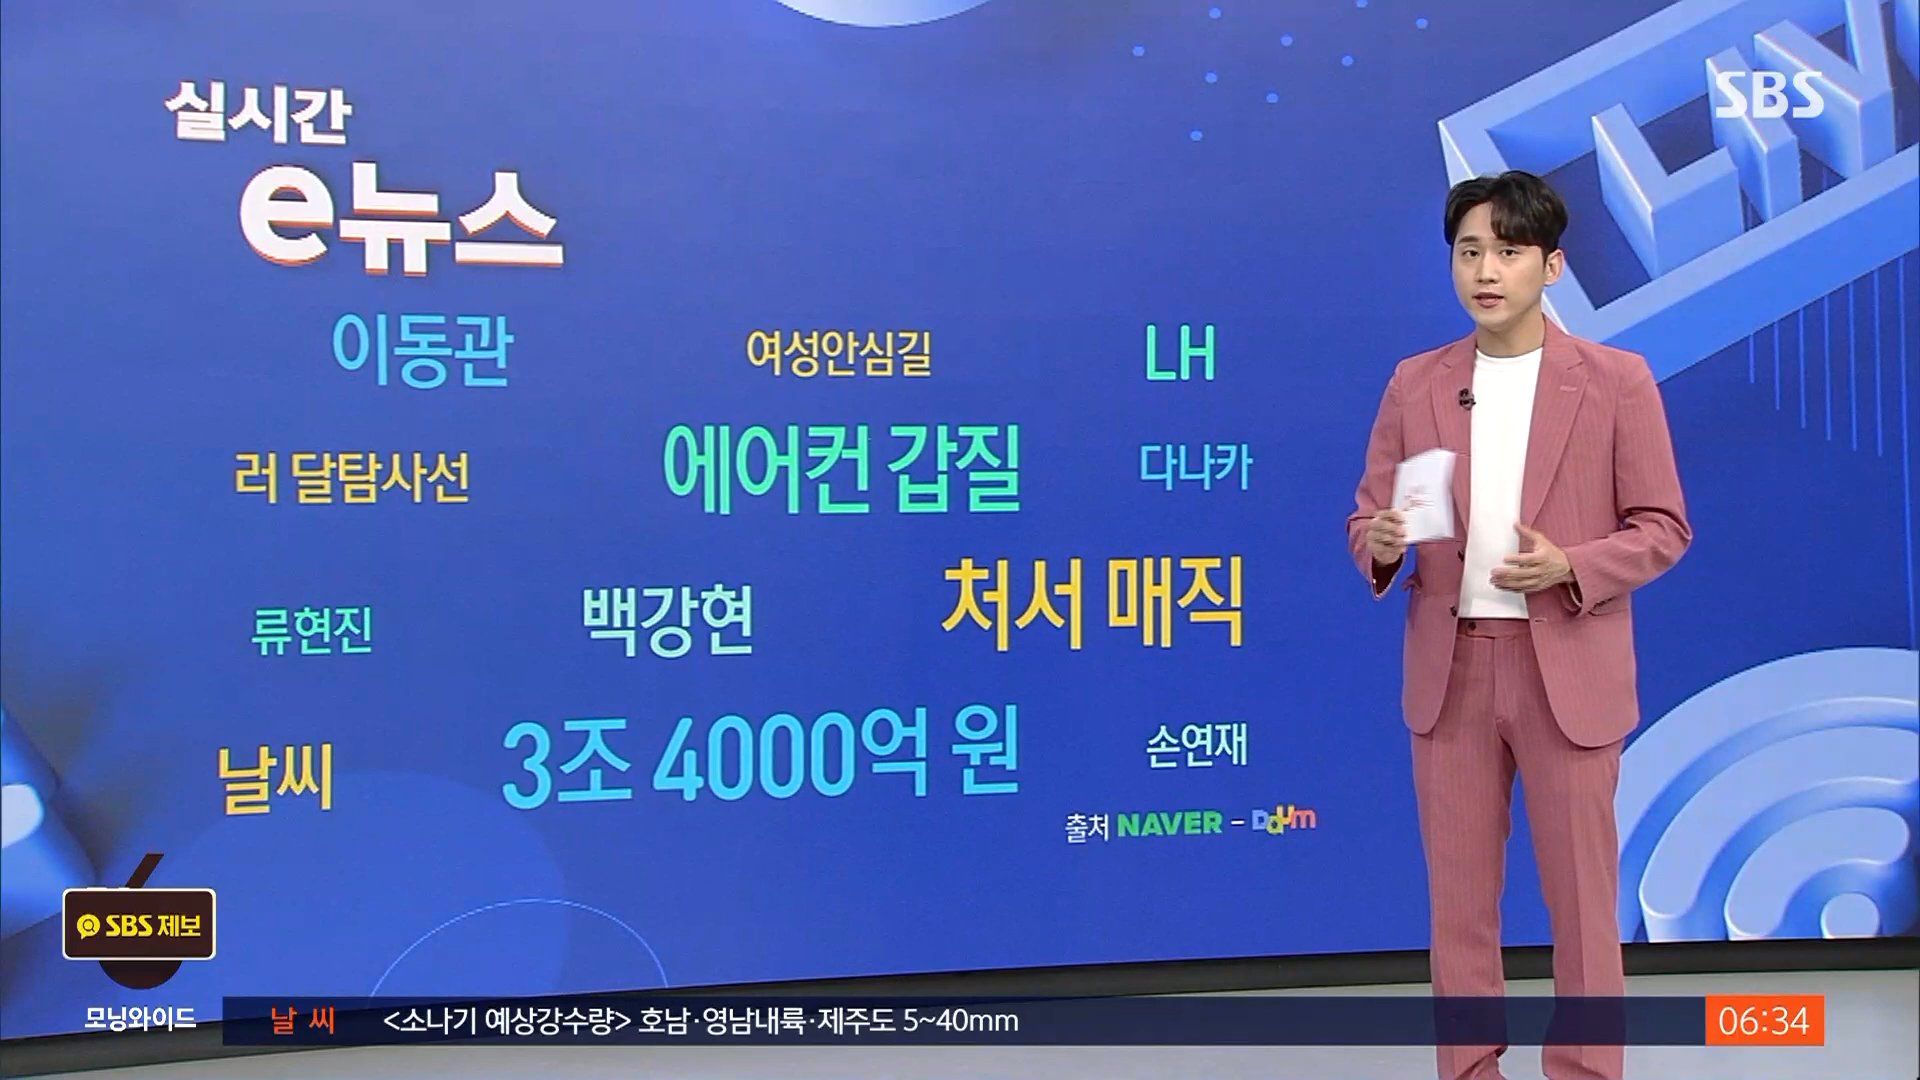 실시간
e뉴스
SBS
LIV
이동관 여성안심길 LH
러 달탐사선 에어컨 갑질 다나카
류현진 백강현 처서 매직
날씨 3조 4000억 원 손연재
출처 NAVER - Daum
SBS 제보
모닝와이드 날씨 <소나기 예상강수량> 호남·영남내륙·제주도 5~40mm 06:34